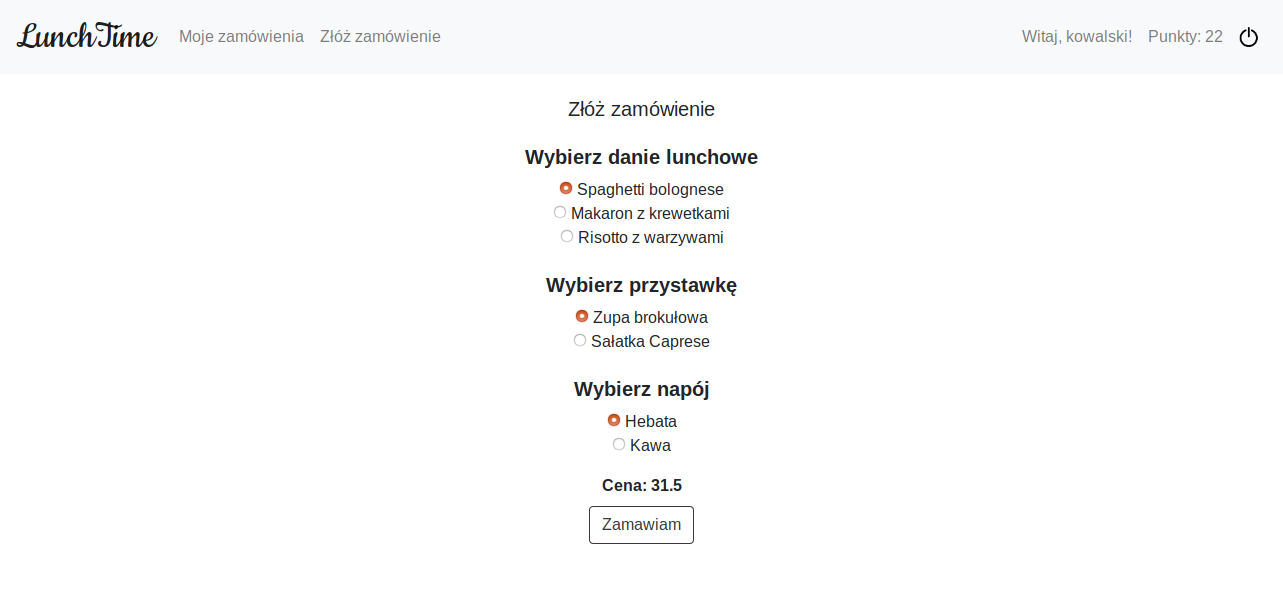 LunchTime Moje zamówienia Złóż zamówienie Witaj, kowalski! Punkty: 22
Złóż zamówienie
Wybierz danie lunchowe
Spaghetti bolognese
Makaron z krewetkami
Risotto z warzywami
Wybierz przystawkę
Zupa brokułowa
Sałatka Caprese
Wybierz napój
Hebata
Kawa
Cena: 31.5
Zamawiam